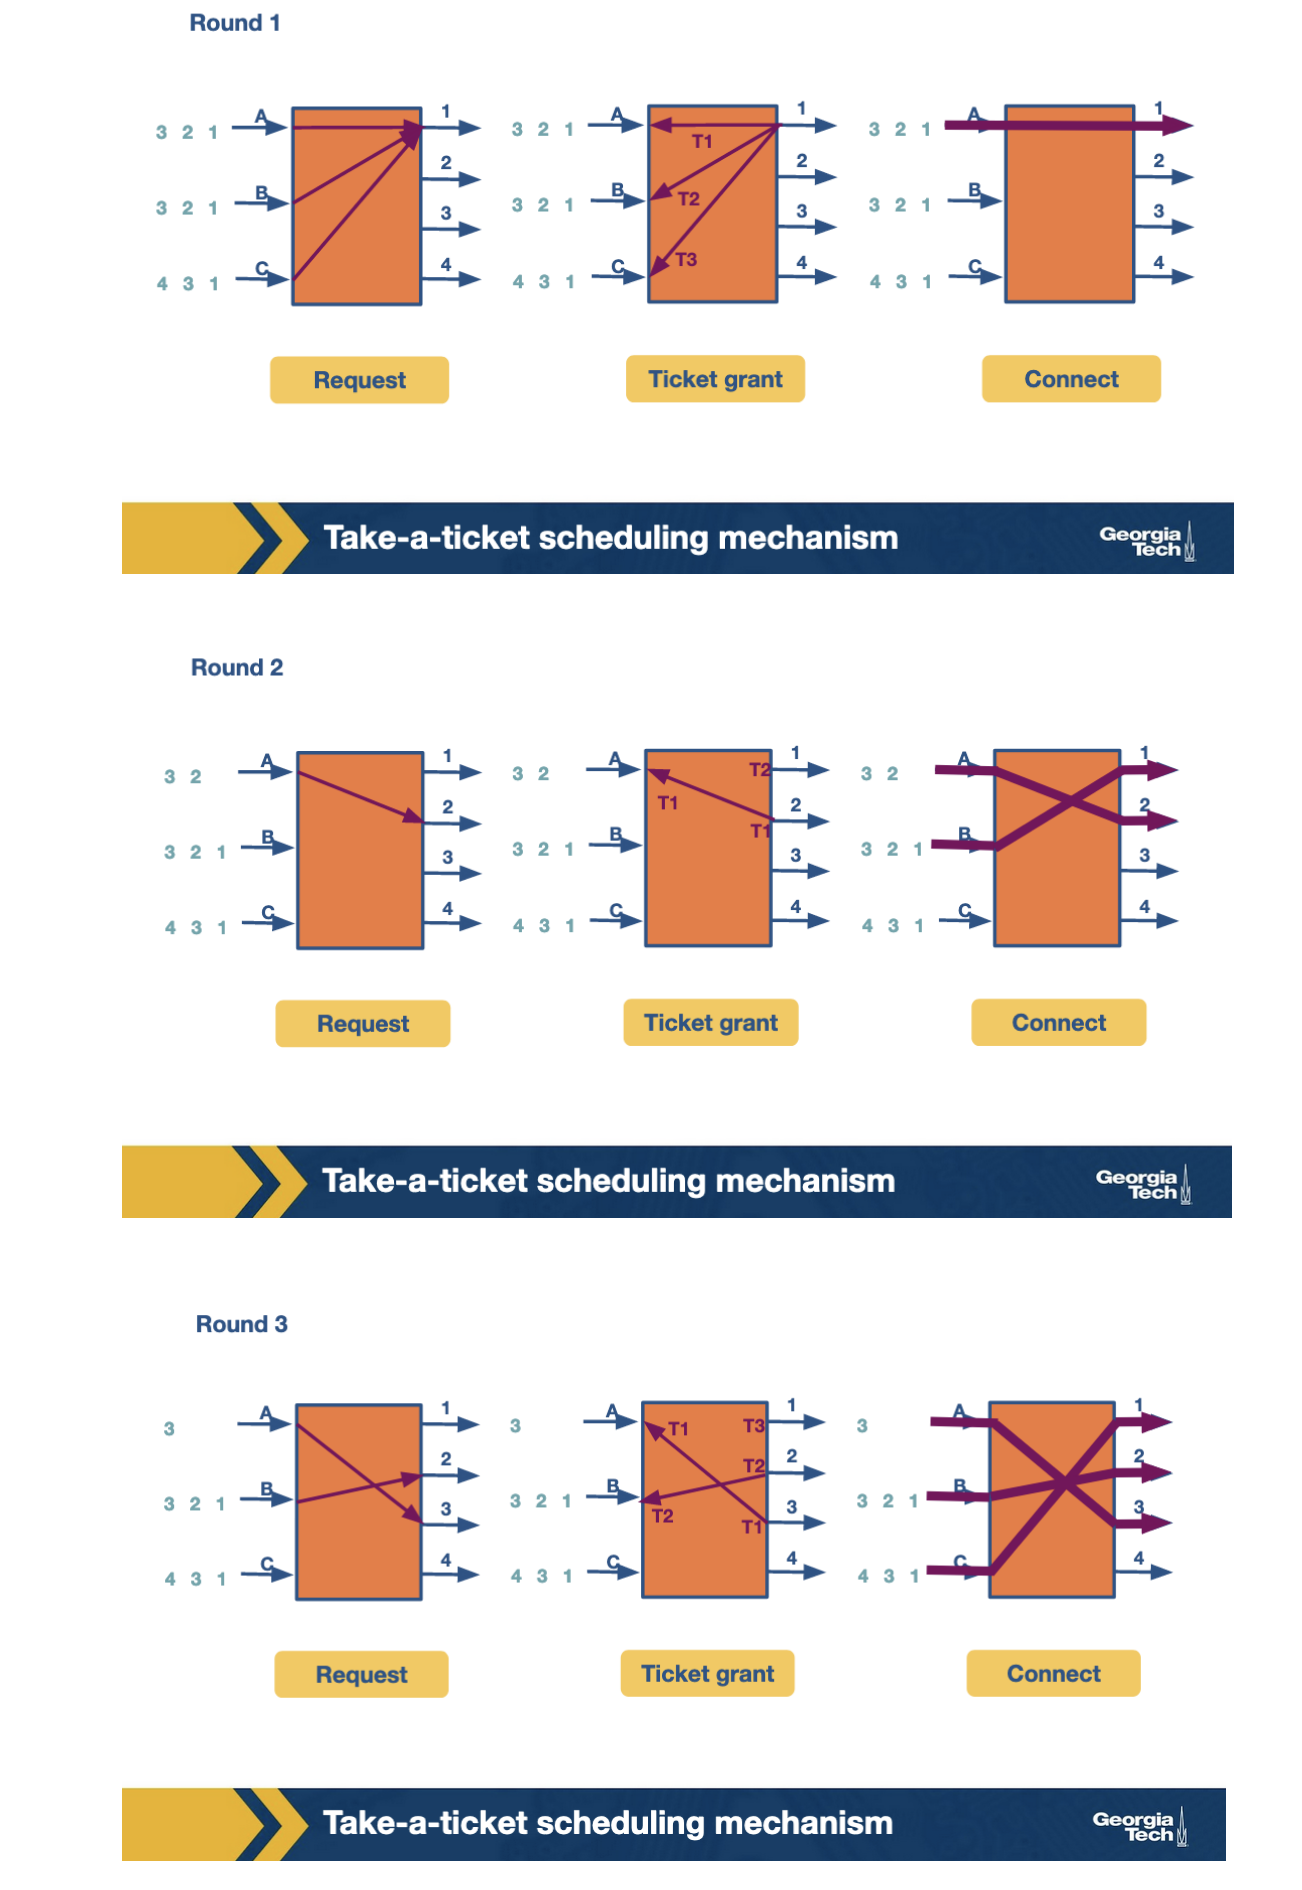 Round 1
A 1 A 1 A 1
3 2 1 3 2 1 T1 3 2 1
2 2 2
B B T2 B
3 2 1 3 2 1 3 2 1
3 3 3
C 4 C T3 4 C 4
4 3 1 4 3 1 4 3 1
Request Ticket grant Connect
Take-a-ticket scheduling mechanism
Georgia
Tech
Round 2
A 1 A T2 1 A 1
3 2 3 2 3 2
2 T1 2 2
B B T1 B
3 2 1 3 2 1 3 2 1
3 3 3
C 4 C 4 C 4
4 3 1 4 3 1 4 3 1
Request Ticket grant Connect
Take-a-ticket scheduling mechanism
Georgia
Tech
Round 3
A 1 A 1 A 1
3 3 T1 T3 3
2 T2 2 2
B B B
3 2 1 3 2 1 T2 3 2 1
3 T1 3 3
C 4 C 4 C 4
4 3 1 4 3 1 4 3 1
Request Ticket grant Connect
Take-a-ticket scheduling mechanism
Georgia
Tech